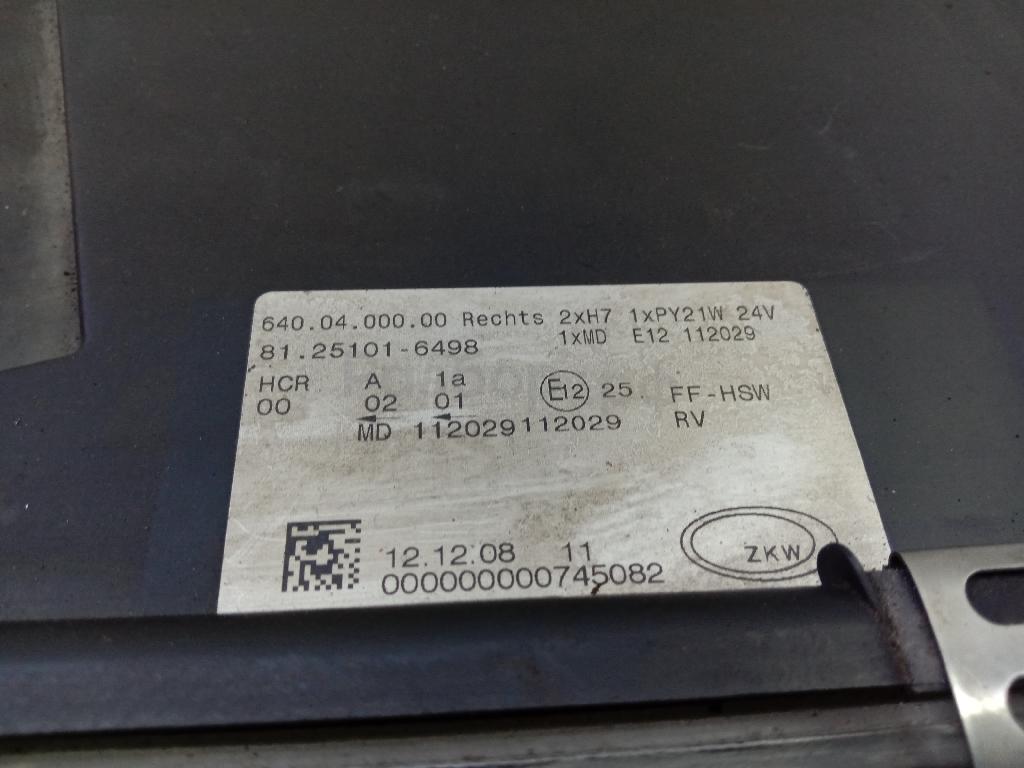 640.04.000.00 Rechts 2xH7 1xPY21W 24V
81.25101-6498 1xMD E12 112029
HCR A 1a E12 25 FF-HSW
00 02 01 RV
MD 112029112029
12.12.08 11
000000000745082
ZKW